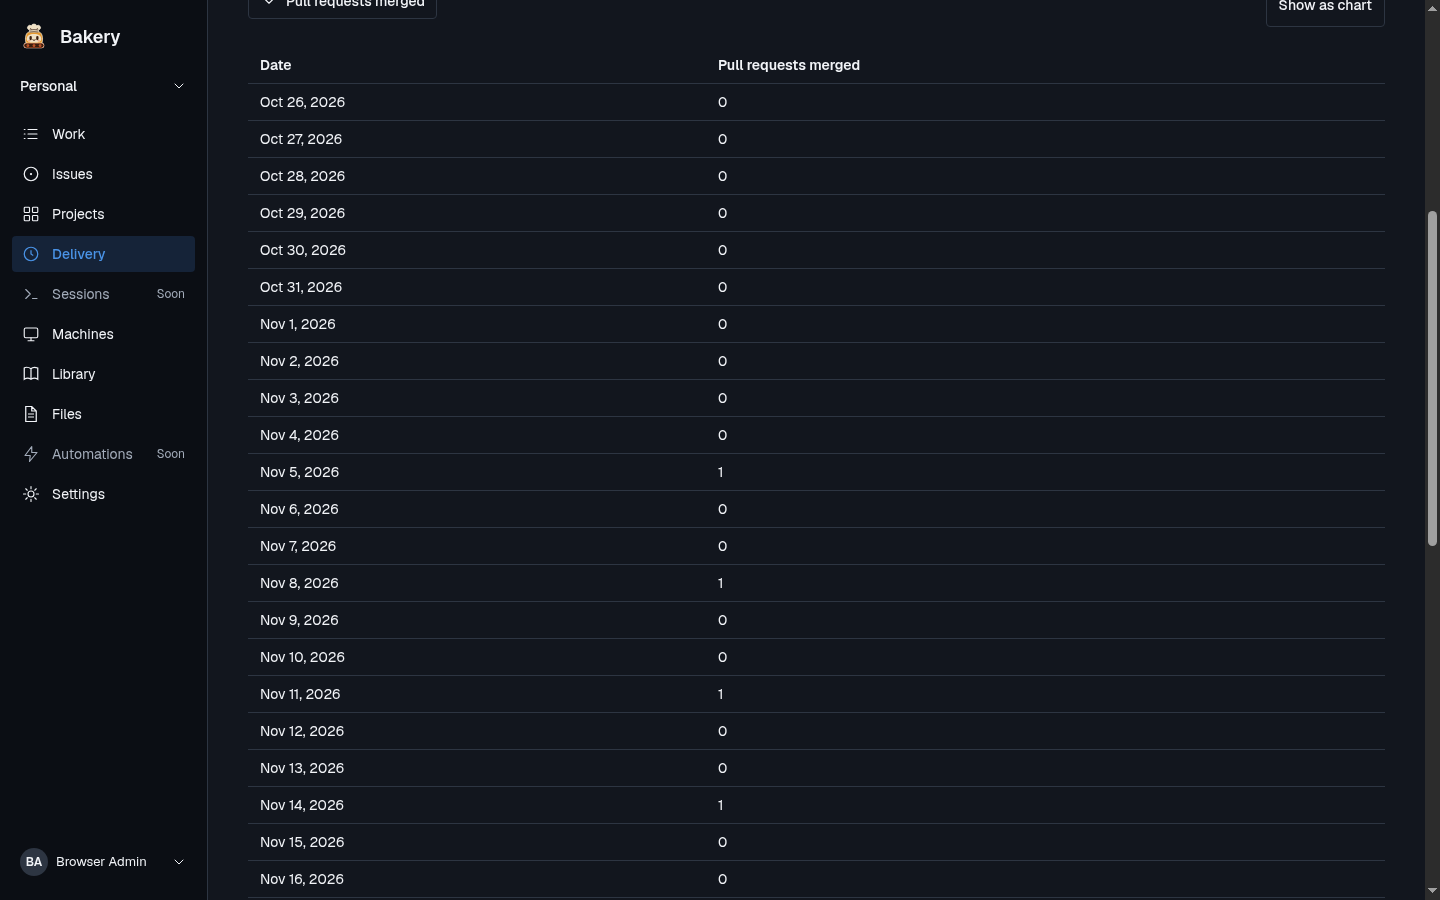 Bakery
Personal
Work
Issues
Projects
Delivery
Sessions Soon
Machines
Library
Files
Automations Soon
Settings
BA Browser Admin
Pull requests merged
Show as chart
Date Pull requests merged
Oct 26, 2026 0
Oct 27, 2026 0
Oct 28, 2026 0
Oct 29, 2026 0
Oct 30, 2026 0
Oct 31, 2026 0
Nov 1, 2026 0
Nov 2, 2026 0
Nov 3, 2026 0
Nov 4, 2026 0
Nov 5, 2026 1
Nov 6, 2026 0
Nov 7, 2026 0
Nov 8, 2026 1
Nov 9, 2026 0
Nov 10, 2026 0
Nov 11, 2026 1
Nov 12, 2026 0
Nov 13, 2026 0
Nov 14, 2026 1
Nov 15, 2026 0
Nov 16, 2026 0